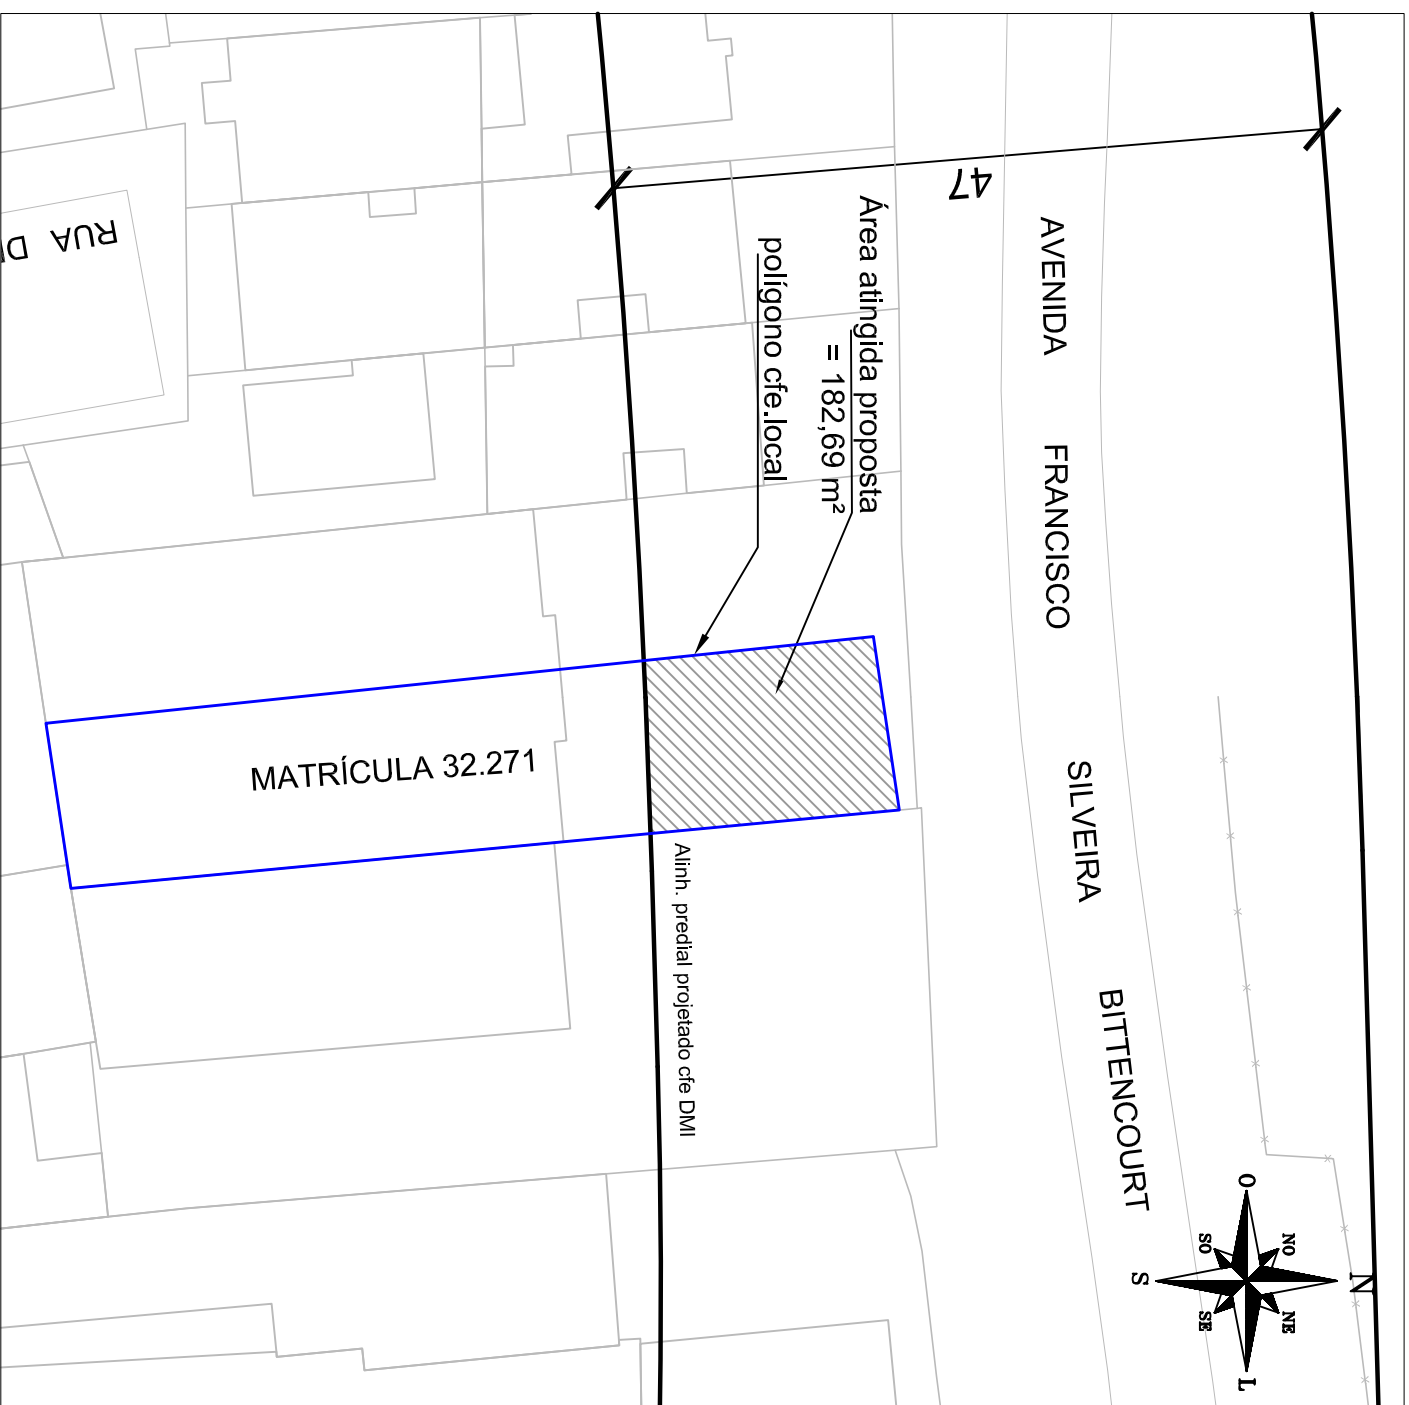 47
RUA D
Área atingida proposta
= 182,69 m²
polígono cfe.local
AVENIDA FRANCISCO SILVEIRA BITTENCOURT
MATRÍCULA 32.271
Alinh. predial projetado cfe DMI
O
SO
NO
S
N
SE
NE
L